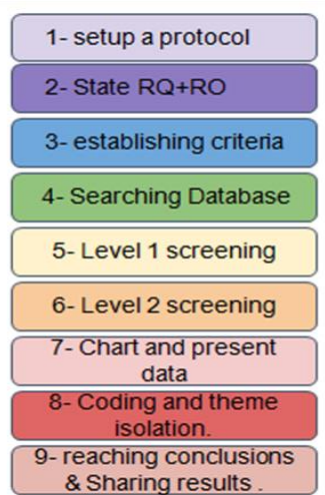 1- setup a protocol
2- State RQ+RO
3- establishing criteria
4- Searching Database
5- Level 1 screening
6- Level 2 screening
7- Chart and present
data
8- Coding and theme
isolation.
9- reaching conclusions
& Sharing results .